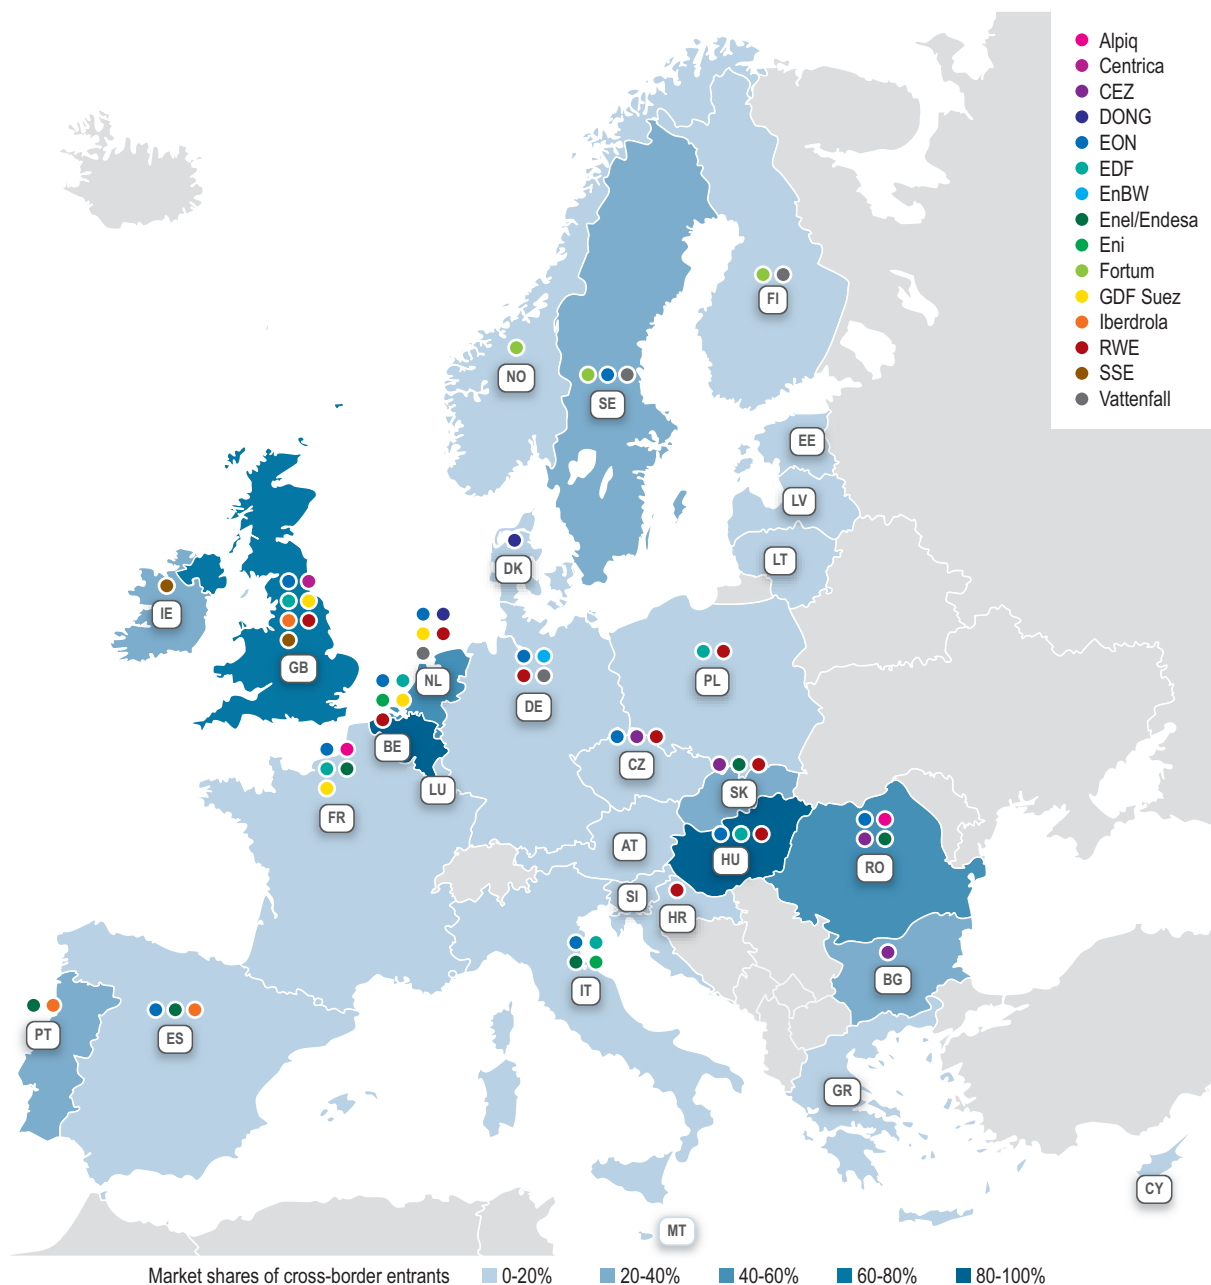 Alpiq
Centrica
CEZ
DONG
EON
EDF
EnBW
Enel/Endesa
Eni
Fortum
GDF Suez
Iberdrola
RWE
SSE
Vattenfall
FI
NO
SE
EE
LV
LT
DK
IE
GB
NL
DE
PL
BE
CZ
SK
LU
FR
AT
HU
RO
SI
HR
IT
BG
PT
ES
GR
CY
MT
Market shares of cross-border entrants 0-20% 20-40% 40-60% 60-80% 80-100%